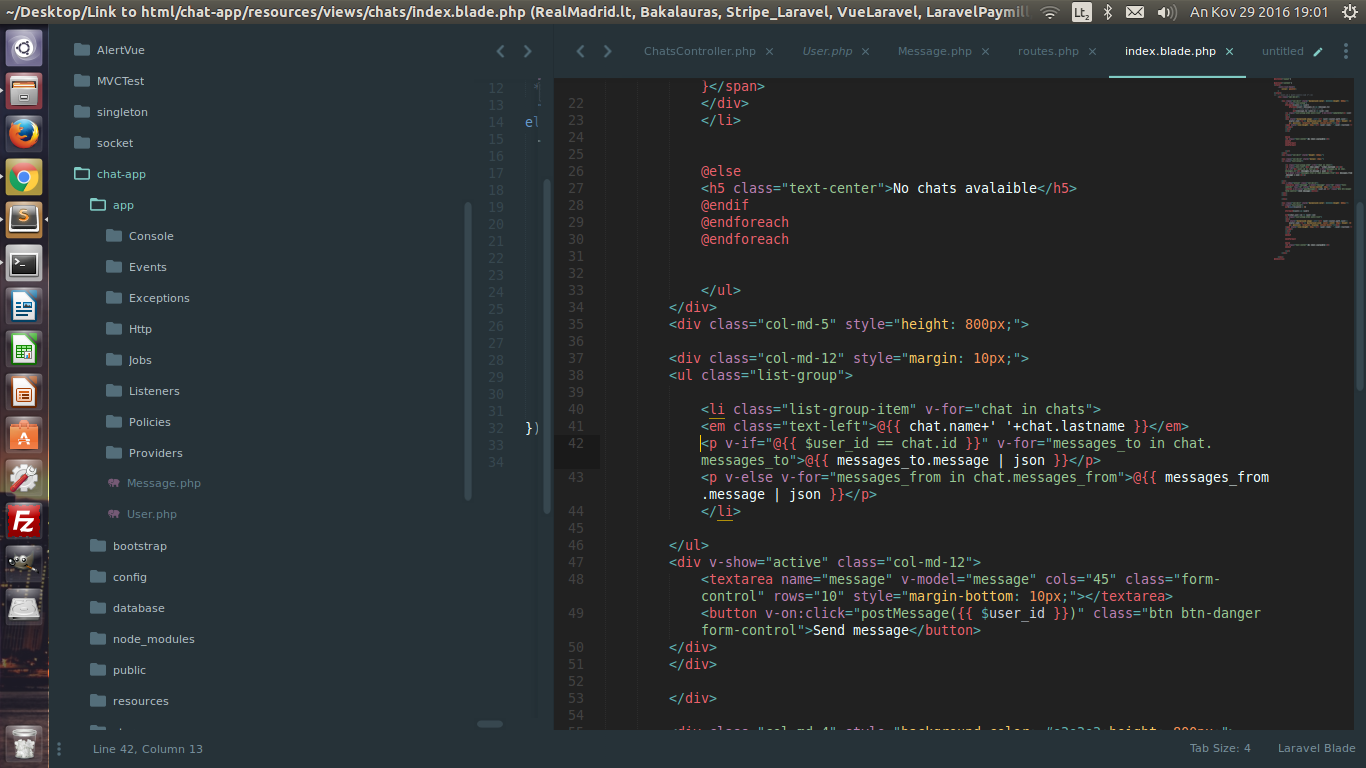 ~/Desktop/Link to html/chat-app/resources/views/chats/index.blade.php (RealMadrid.lt, Bakalauras, Stripe_Laravel, VueLaravel, LaravelPaymill
Lt2
An Kov 29 2016 19:01
AlertVue
MVCTest
singleton
socket
chat-app
app
Console
Events
Exceptions
Http
Jobs
Listeners
Policies
Providers
Message.php
User.php
bootstrap
config
database
node_modules
public
resources
12
13
14 el
15
16
17
18
19
20
21
22
23
24
25
26
27
28
29
30
31
32 })
33
34
ChatsController.php × User.php × Message.php × routes.php × index.blade.php × untitled
}</span>
22 </div>
23 </li>
24
25
26 @else
27 <h5 class="text-center">No chats avalaible</h5>
28 @endif
29 @endforeach
30 @endforeach
31
32
33 </ul>
34 </div>
35 <div class="col-md-5" style="height: 800px;">
36
37 <div class="col-md-12" style="margin: 10px;">
38 <ul class="list-group">
39
40 <li class="list-group-item" v-for="chat in chats">
41 <em class="text-left">@{{ chat.name+' '+chat.lastname }}</em>
42 <p v-if="@{{ $user_id == chat.id }}" v-for="messages_to in chat.
messages_to">@{{ messages_to.message | json }}</p>
43 <p v-else v-for="messages_from in chat.messages_from">@{{ messages_from
.message | json }}</p>
44 </li>
45
46 </ul>
47 <div v-show="active" class="col-md-12">
48 <textarea name="message" v-model="message" cols="45" class="form-
control" rows="10" style="margin-bottom: 10px;"></textarea>
49 <button v-on:click="postMessage({{ $user_id }})" class="btn btn-danger
form-control">Send message</button>
50 </div>
51 </div>
52
53 </div>
54
Line 42, Column 13
Tab Size: 4
Laravel Blade